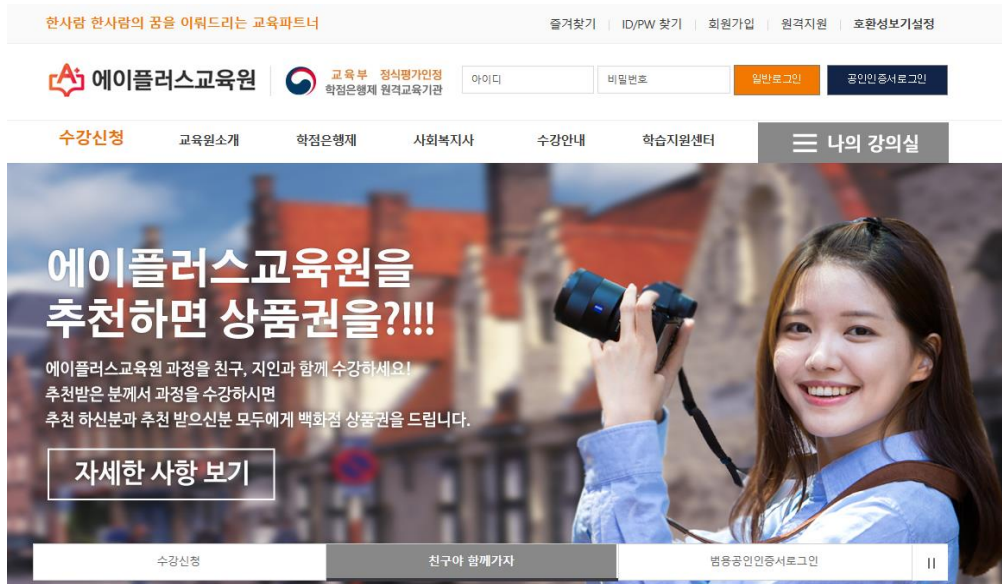 한사람 한사람의 꿈을 이뤄드리는 교육파트너
즐겨찾기 ID/PW 찾기 회원가입 원격지원 호환성보기설정
에이플러스교육원
교육부 정식평가인정
학점은행제 원격교육기관
아이디 비밀번호 일반로그인 공인인증서로그인
수강신청 교육원소개 학점은행제 사회복지사 수강안내 학습지원센터 나의 강의실
에이플러스교육원을
추천하면 상품권을?!!!
에이플러스교육원 과정을 친구, 지인과 함께 수강하세요!
추천받은 분께서 과정을 수강하시면
추천 하신분과 추천 받으신분 모두에게 백화점 상품권을 드립니다.
자세한 사항 보기
수강신청 친구야 함께가자 범용공인인증서로그인